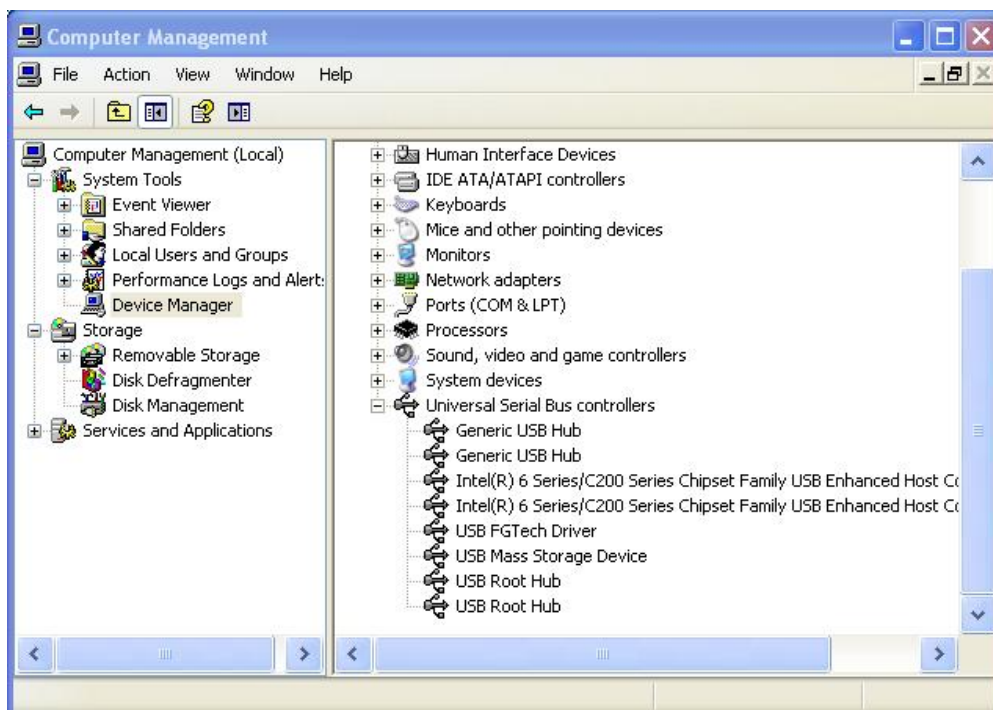 Computer Management
File Action View Window Help
Computer Management (Local)
System Tools
Event Viewer
Shared Folders
Local Users and Groups
Performance Logs and Alert
Device Manager
Storage
Removable Storage
Disk Defragmenter
Disk Management
Services and Applications
Human Interface Devices
IDE ATA/ATAPI controllers
Keyboards
Mice and other pointing devices
Monitors
Network adapters
Ports (COM & LPT)
Processors
Sound, video and game controllers
System devices
Universal Serial Bus controllers
Generic USB Hub
Generic USB Hub
Intel(R) 6 Series/C200 Series Chipset Family USB Enhanced Host Co
Intel(R) 6 Series/C200 Series Chipset Family USB Enhanced Host Co
USB FGTech Driver
USB Mass Storage Device
USB Root Hub
USB Root Hub